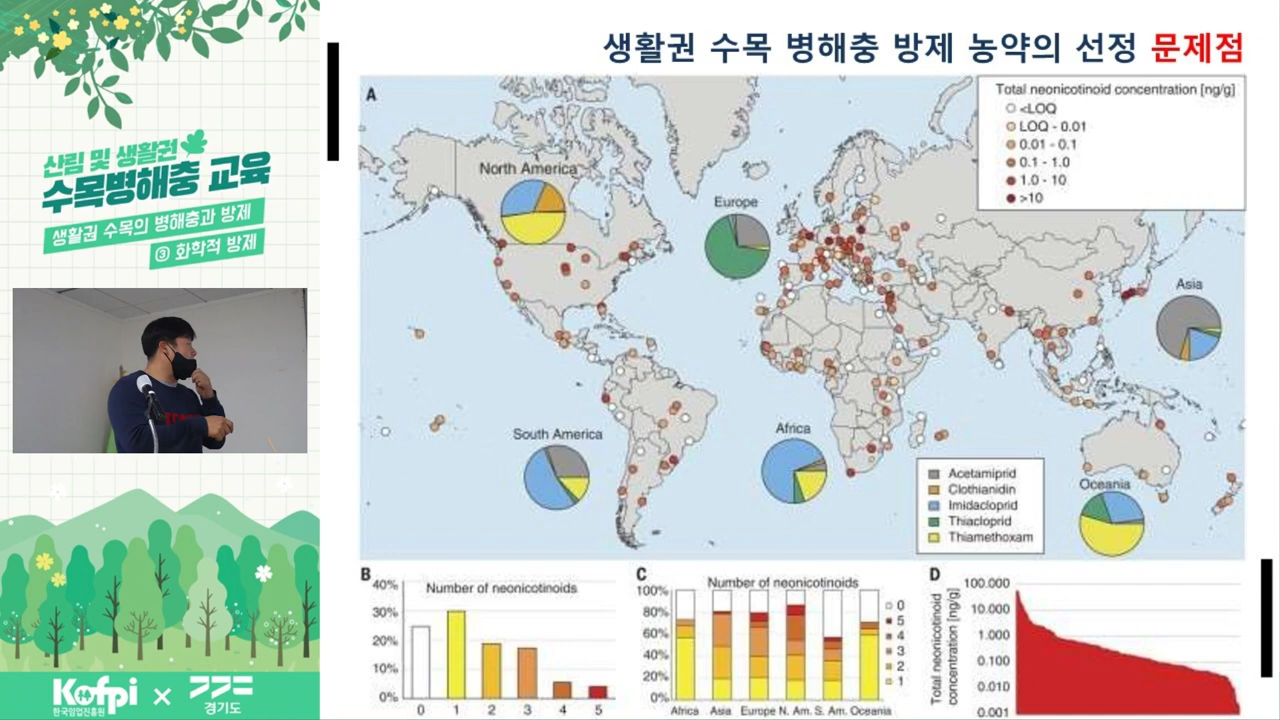 산림 및 생활권
수목병해충 교육
생활권 수목의 병해충과 방제
③ 화학적 방제
Kofpi
한국임업진흥원
×
경기도
생활권 수목 병해충 방제 농약의 선정 문제점
A
Total neonicotinoid concentration [ng/g]
<LOQ
LOQ - 0.01
0.01 - 0.1
0.1 - 1.0
1.0 - 10
>10
North America
Europe
Asia
South America
Africa
Oceania
Acetamiprid
Clothianidin
Imidacloprid
Thiacloprid
Thiamethoxam
B
Number of neonicotinoids
40%
30%
20%
10%
0%
0 1 2 3 4 5
C
Number of neonicotinoids
100%
80%
60%
40%
20%
0%
Africa Asia Europe N. Am. S. Am. Oceania
0
5
4
3
2
1
D
Total neonicotinoid
concentration [ng/g]
100.000
10.000
1.000
0.100
0.010
0.001